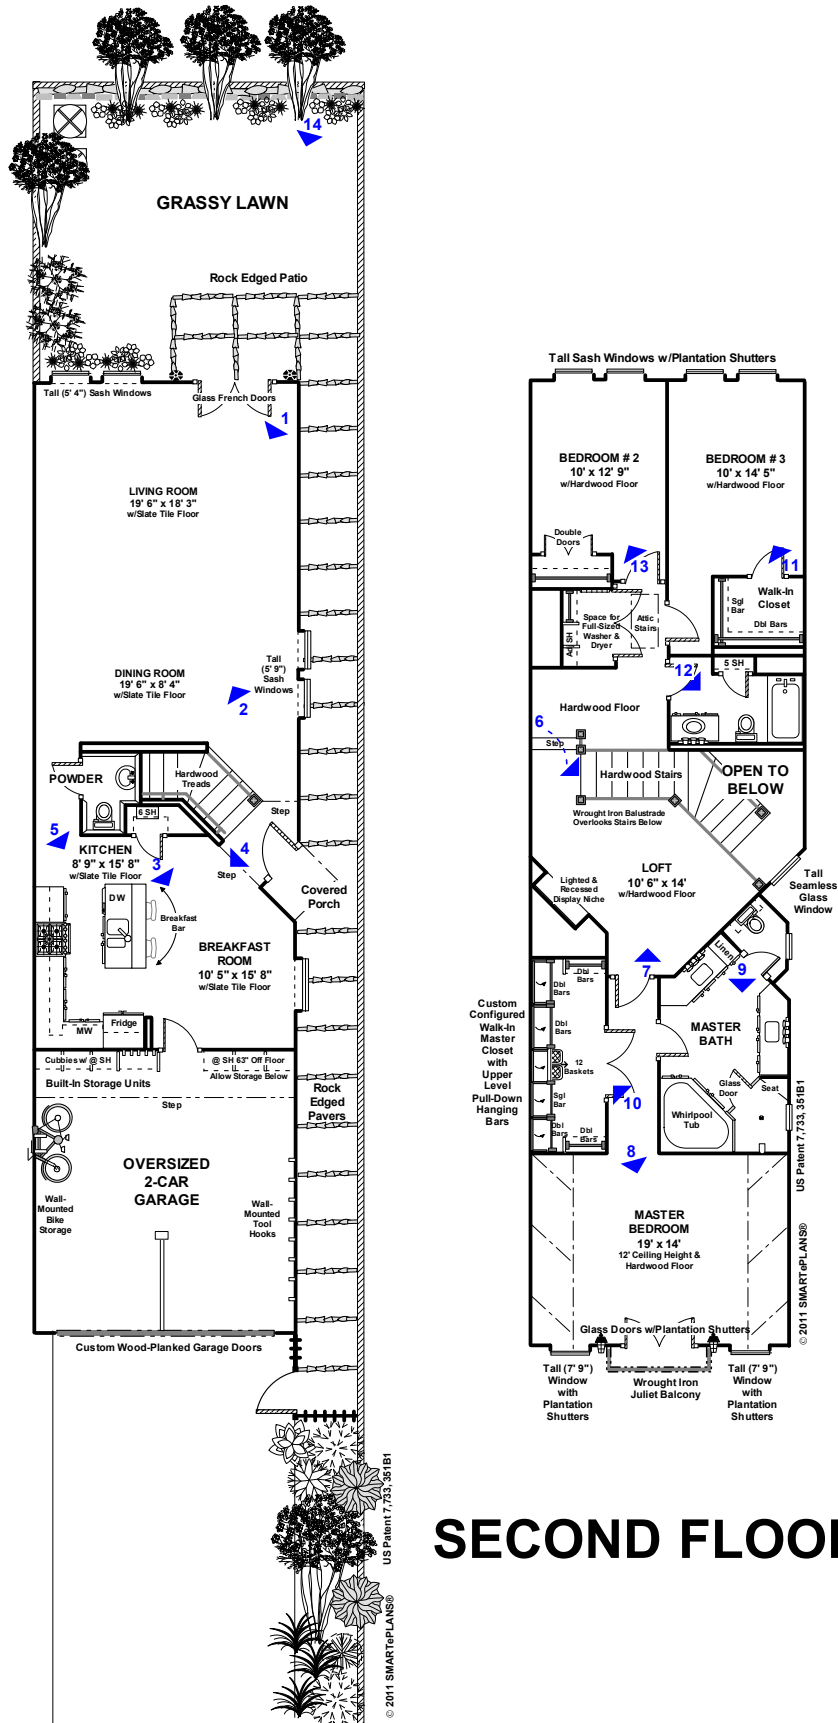 14
GRASSY LAWN
Rock Edged Patio
Tall (5' 4") Sash Windows
Glass French Doors
1
LIVING ROOM
19' 6" x 18' 3"
w/Slate Tile Floor
DINING ROOM
19' 6" x 8' 4"
w/Slate Tile Floor
Tall
(5' 9")
Sash
Windows
2
POWDER
Hardwood
Treads
Step
6 SH
5
KITCHEN
8' 9" x 15' 8"
w/Slate Tile Floor
3
4
Step
Covered
Porch
DW
Breakfast
Bar
BREAKFAST
ROOM
10' 5" x 15' 8"
w/Slate Tile Floor
MW
Fridge
Cubbies w/ @ SH
@ SH 63" Off Floor
Built-In Storage Units
Allow Storage Below
Step
Rock
Edged
Pavers
OVERSIZED
2-CAR
GARAGE
Wall-
Mounted
Bike
Storage
Wall-
Mounted
Tool
Hooks
Custom Wood-Planked Garage Doors
© 2011 SMARTePLANS®
US Patent 7,733,351B1
Tall Sash Windows w/Plantation Shutters
BEDROOM # 2
10' x 12' 9"
w/Hardwood Floor
BEDROOM # 3
10' x 14' 5"
w/Hardwood Floor
Double
Doors
13
11
Walk-In
Closet
Sgl
Bar
Dbl Bars
Space for
Full-Sized
Washer &
Dryer
Attic
Stairs
12
5 SH
Hardwood Floor
6
Step
Hardwood Stairs
OPEN TO
BELOW
Wrought Iron Balustrade
Overlooks Stairs Below
LOFT
10' 6" x 14'
w/Hardwood Floor
Lighted &
Recessed
Display Niche
Tall
Seamless
Glass
Window
7
Linen
9
Dbl
Bars
Dbl
Bars
Dbl
Bars
12
Baskets
Sgl
Bar
Dbl
Bars
Dbl
Bars
Custom
Configured
Walk-In
Master
Closet
with
Upper
Level
Pull-Down
Hanging
Bars
MASTER
BATH
Glass
Door
Seat
10
Whirlpool
Tub
8
MASTER
BEDROOM
19' x 14'
12' Ceiling Height &
Hardwood Floor
Glass Doors w/Plantation Shutters
Tall (7' 9")
Window
with
Plantation
Shutters
Wrought Iron
Juliet Balcony
Tall (7' 9")
Window
with
Plantation
Shutters
© 2011 SMARTePLANS®
US Patent 7,733,351B1
SECOND FLOOR